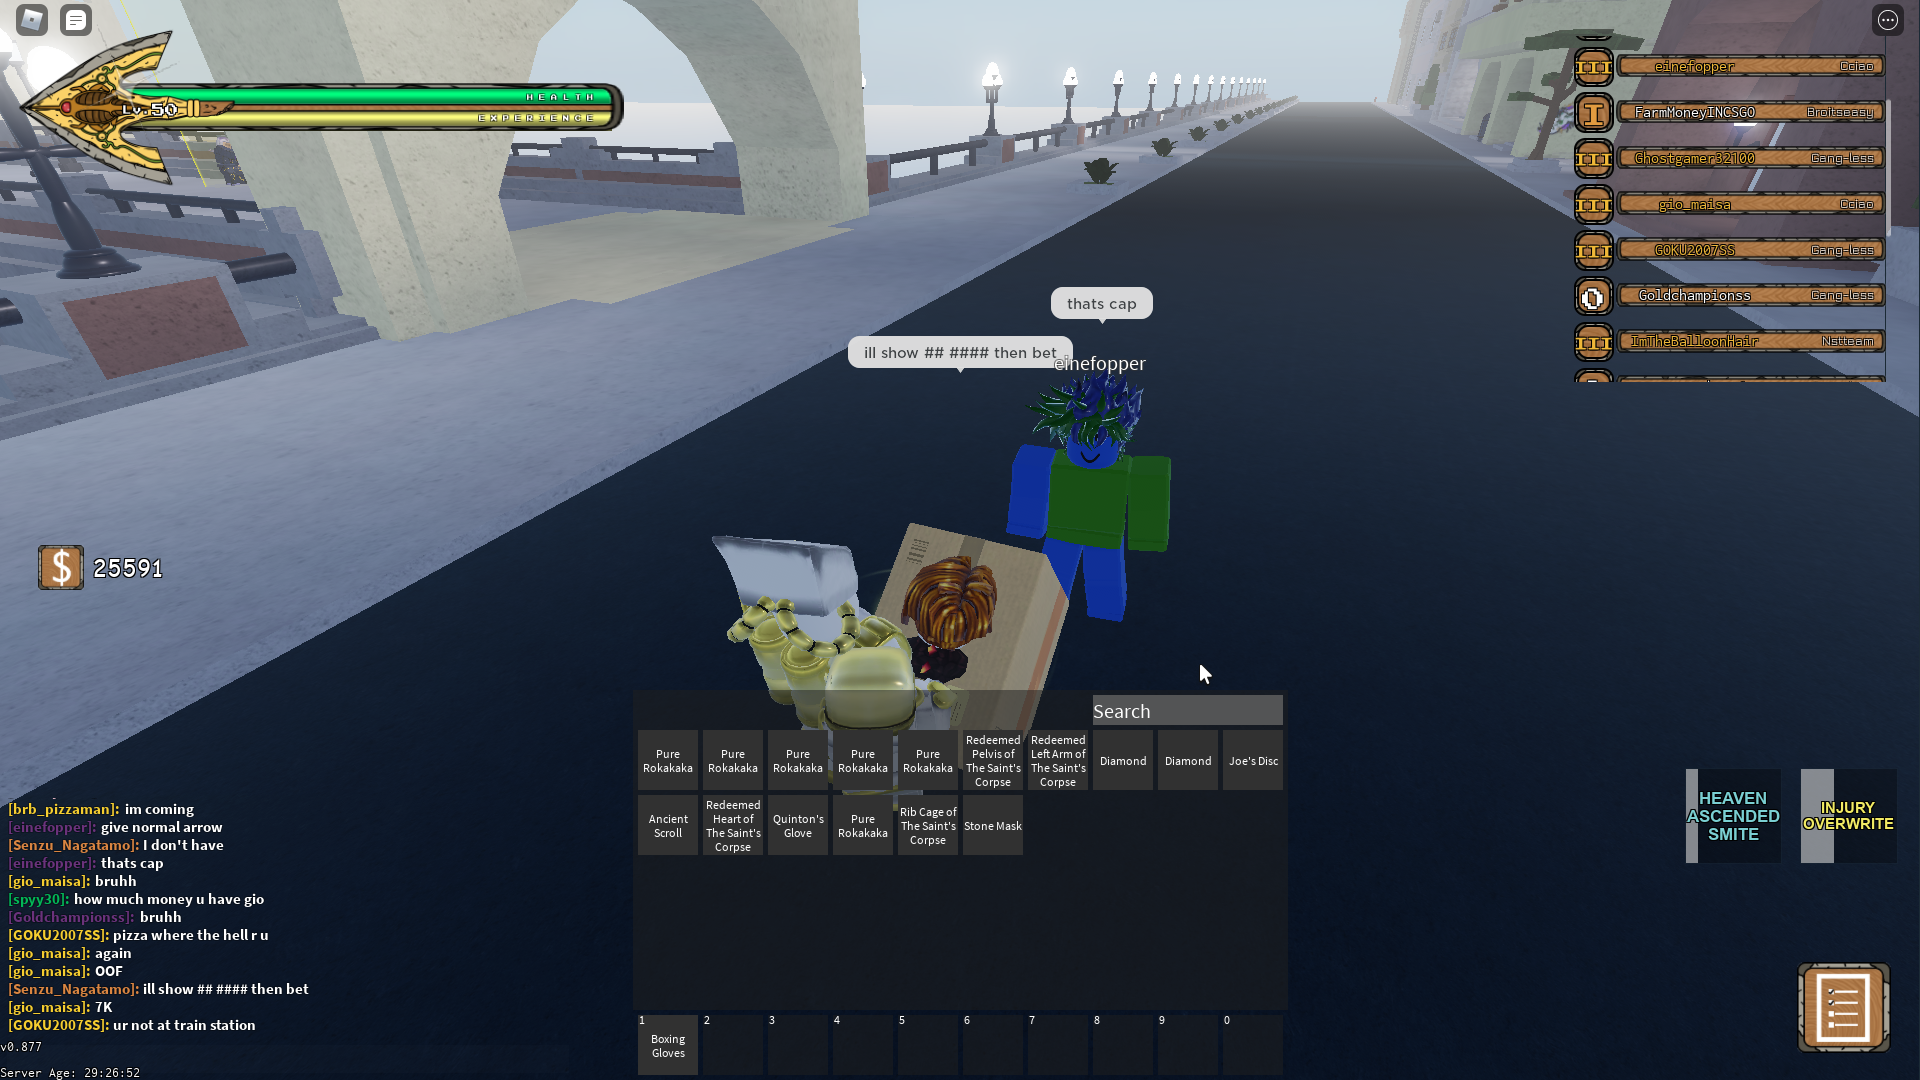 Lv.50
HEALTH
EXPERIENCE
einefopper Cciao
FarmMoneyINCSGO Broitseasy
Ghostgamer32100 Gang-less
gio_maisa Cciao
GOKU2007SS Gang-less
Goldchampionss Gang-less
ImTheBalloonHair Nstteam
thats cap
ill show ## #### then bet
einefopper
$ 25591
Search
Pure Rokakaka
Pure Rokakaka
Pure Rokakaka
Pure Rokakaka
Pure Rokakaka
Redeemed Pelvis of The Saint's Corpse
Redeemed Left Arm of The Saint's Corpse
Diamond
Diamond
Joe's Disc
Ancient Scroll
Redeemed Heart of The Saint's Corpse
Quinton's Glove
Pure Rokakaka
Rib Cage of The Saint's Corpse
Stone Mask
HEAVEN ASCENDED SMITE
INJURY OVERWRITE
[brb_pizzaman]: im coming
[einefopper]: give normal arrow
[Senzu_Nagatamo]: I don't have
[einefopper]: thats cap
[gio_maisa]: bruhh
[spyy30]: how much money u have gio
[Goldchampionss]: bruhh
[GOKU2007SS]: pizza where the hell r u
[gio_maisa]: again
[gio_maisa]: OOF
[Senzu_Nagatamo]: ill show ## #### then bet
[gio_maisa]: 7K
[GOKU2007SS]: ur not at train station
1 2 3 4 5 6 7 8 9 0
Boxing Gloves
v0.877
Server Age: 29:26:52